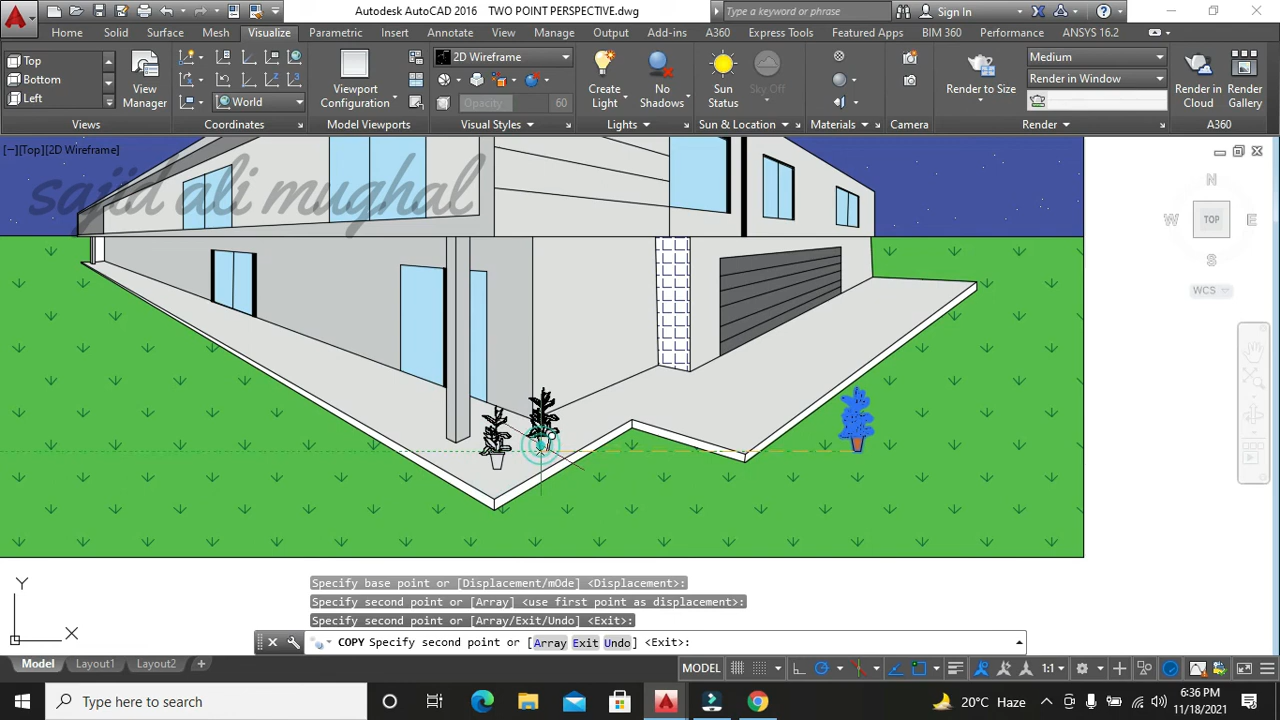 Autodesk AutoCAD 2016 TWO POINT PERSPECTIVE.dwg
Type a keyword or phrase
Sign In
Home Solid Surface Mesh Visualize Parametric Insert Annotate View Manage Output Add-ins A360 Express Tools Featured Apps BIM 360 Performance ANSYS 16.2
Top
Bottom
Left
View Manager
World
Viewport Configuration
2D Wireframe
Opacity 60
Create Light
No Shadows
Sun Status
Sky Off
Render to Size
Medium
Render in Window
Render in Cloud
Render Gallery
Views Coordinates Model Viewports Visual Styles Lights Sun & Location Materials Camera Render A360
[−][Top][2D Wireframe]
sajid ali mughal
N
W TOP E
S
WCS
Y
X
Specify base point or [Displacement/mOde] <Displacement>:
Specify second point or [Array] <use first point as displacement>:
Specify second point or [Array/Exit/Undo] <Exit>:
COPY Specify second point or [Array Exit Undo] <Exit>:
Model Layout1 Layout2 +
MODEL 1:1
Type here to search
20°C Haze
6:36 PM
11/18/2021